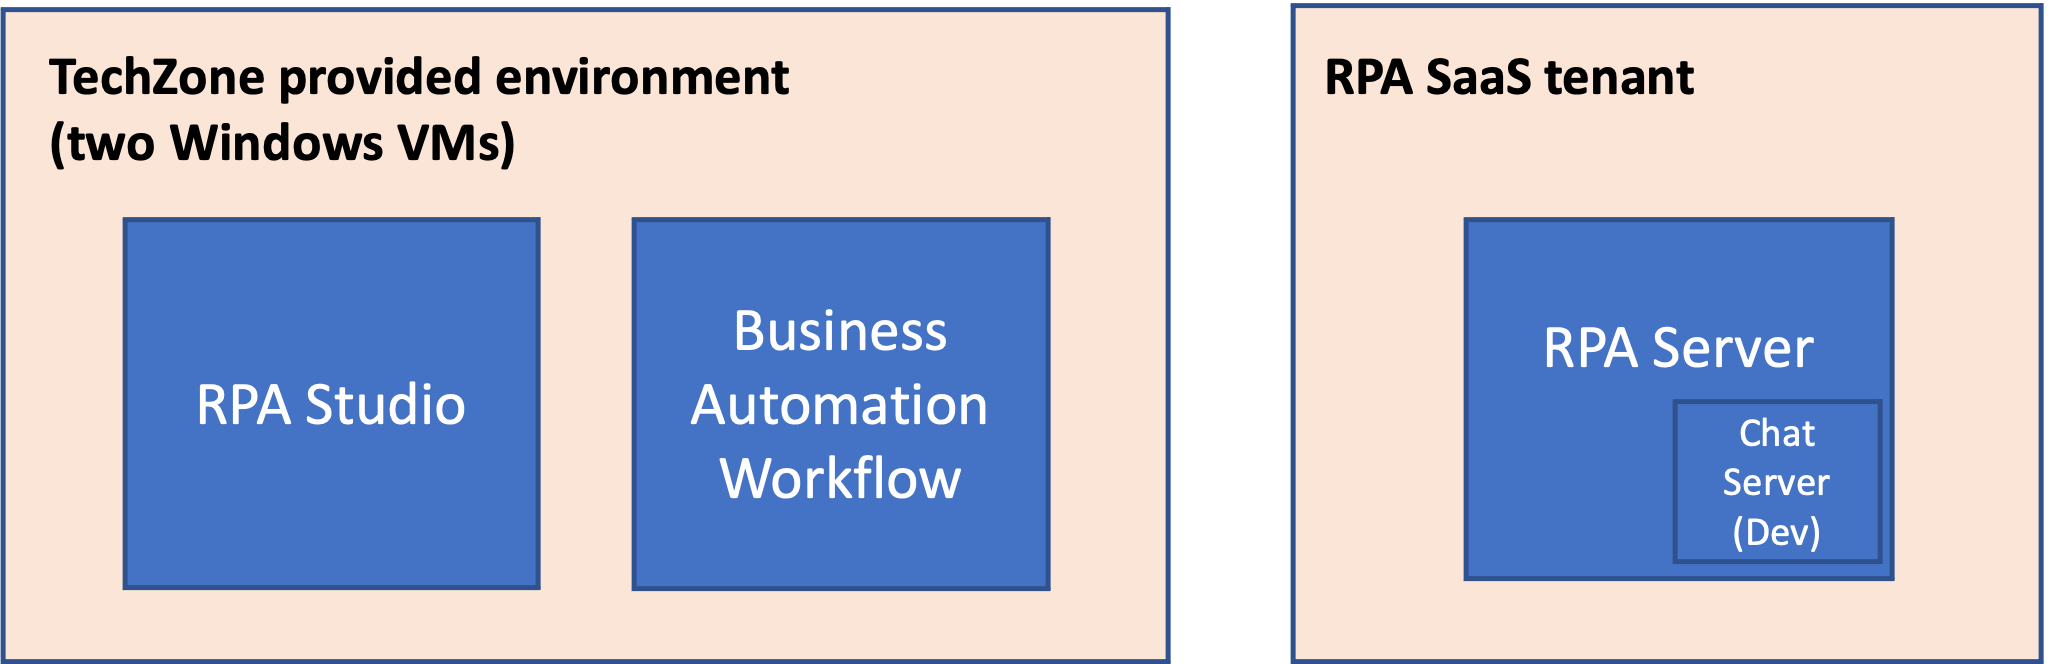 TechZone provided environment
(two Windows VMs)
RPA Studio
Business
Automation
Workflow
RPA SaaS tenant
RPA Server
Chat
Server
(Dev)